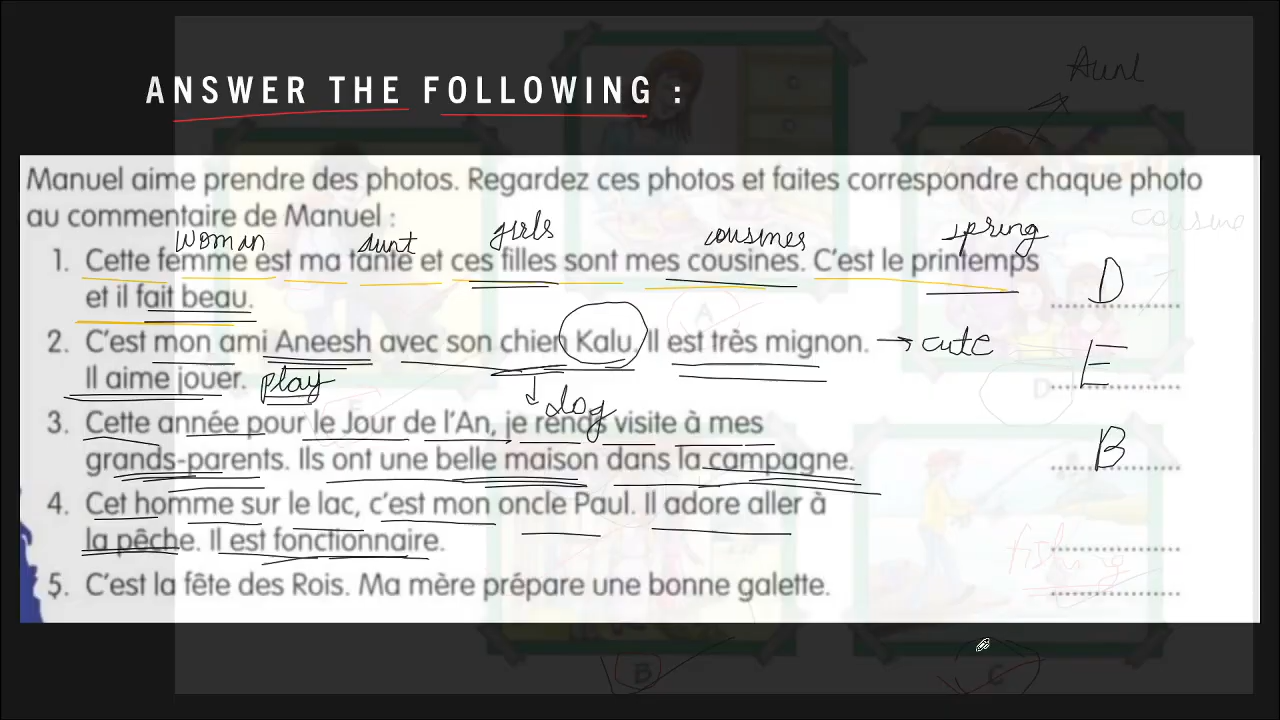 Aunt
ANSWER THE FOLLOWING :
Manuel aime prendre des photos. Regardez ces photos et faites correspondre chaque photo
au commentaire de Manuel :
cousine
woman aunt girls cousines spring
1. Cette femme est ma tante et ces filles sont mes cousines. C'est le printemps
et il fait beau. .................... D
A
2. C'est mon ami Aneesh avec son chien Kalu. Il est très mignon. → cute
Il aime jouer. play .................... E
D
E
dog
3. Cette année pour le Jour de l'An, je rends visite à mes
grands-parents. Ils ont une belle maison dans la campagne. .................... B
4. Cet homme sur le lac, c'est mon oncle Paul. Il adore aller à
la pêche. Il est fonctionnaire. ....................
fishing
5. C'est la fête des Rois. Ma mère prépare une bonne galette. ....................
B C